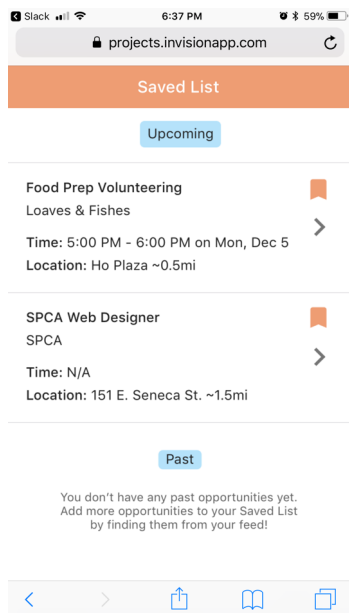 Slack 6:37 PM 59%
projects.invisionapp.com
Saved List
Upcoming
Food Prep Volunteering
Loaves & Fishes
Time: 5:00 PM - 6:00 PM on Mon, Dec 5
Location: Ho Plaza ~0.5mi
SPCA Web Designer
SPCA
Time: N/A
Location: 151 E. Seneca St. ~1.5mi
Past
You don't have any past opportunities yet.
Add more opportunities to your Saved List
by finding them from your feed!